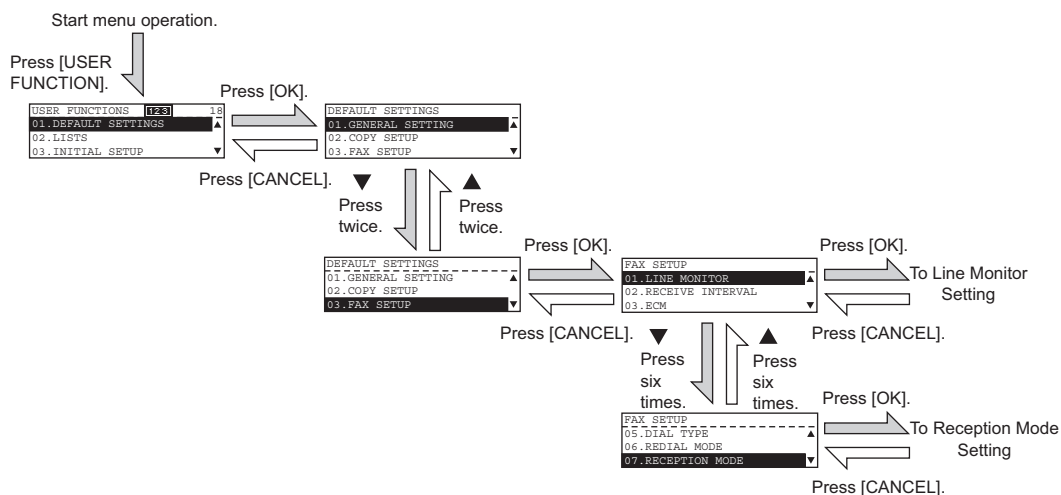 Start menu operation.
Press [USER
FUNCTION].
USER FUNCTIONS 123 18
01.DEFAULT SETTINGS
02.LISTS
03.INITIAL SETUP
Press [OK].
Press [CANCEL].
DEFAULT SETTINGS
01.GENERAL SETTING
02.COPY SETUP
03.FAX SETUP
▼
Press
twice.
▲
Press
twice.
DEFAULT SETTINGS
01.GENERAL SETTING
02.COPY SETUP
03.FAX SETUP
Press [OK].
Press [CANCEL].
FAX SETUP
01.LINE MONITOR
02.RECEIVE INTERVAL
03.ECM
Press [OK].
To Line Monitor
Setting
Press [CANCEL].
▼
Press
six
times.
▲
Press
six
times.
FAX SETUP
05.DIAL TYPE
06.REDIAL MODE
07.RECEPTION MODE
Press [OK].
To Reception Mode
Setting
Press [CANCEL].